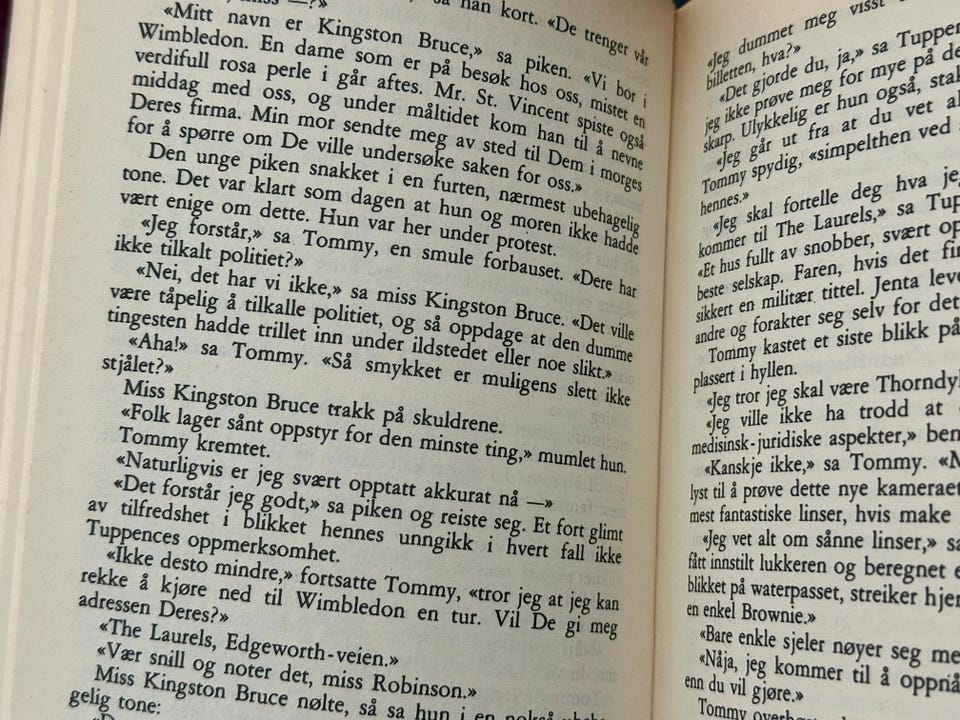 så han kort. «De trenger vår
«Mitt navn er Kingston Bruce,» sa piken. «Vi bor i
Wimbledon. En dame som er på besøk hos oss, mistet en
verdifull rosa perle i går aftes. Mr. St. Vincent spiste også
middag med oss, og under måltidet kom han til å nevne
Deres firma. Min mor sendte meg av sted til Dem i morges
for å spørre om De ville undersøke saken for oss.»
Den unge piken snakket i en furten, nærmest ubehagelig
tone. Det var klart som dagen at hun og moren ikke hadde
vært enige om dette. Hun var her under protest.
«Jeg forstår,» sa Tommy, en smule forbauset. «Dere har
ikke tilkalt politiet?»
«Nei, det har vi ikke,» sa miss Kingston Bruce. «Det ville
være tåpelig å tilkalle politiet, og så oppdage at den dumme
tingesten hadde trillet inn under ildstedet eller noe slikt.»
«Aha!» sa Tommy. «Så smykket er muligens slett ikke
stjålet?»
Miss Kingston Bruce trakk på skuldrene.
«Folk lager sånt oppstyr for den minste ting,» mumlet hun.
Tommy kremtet.
«Naturligvis er jeg svært opptatt akkurat nå —»
«Det forstår jeg godt,» sa piken og reiste seg. Et fort glimt
av tilfredshet i blikket hennes unngikk i hvert fall ikke
Tuppences oppmerksomhet.
«Ikke desto mindre,» fortsatte Tommy, «tror jeg at jeg kan
rekke å kjøre ned til Wimbledon en tur. Vil De gi meg
adressen Deres?»
«The Laurels, Edgeworth-veien.»
«Vær snill og noter det, miss Robinson.»
Miss Kingston Bruce nølte, så sa hun i en nokså
gelig tone:
«Jeg dummet meg visst
billetten, hva?»
«Det gjorde du, ja,» sa
jeg ikke prøve meg for mye på
skarp. Ulykkelig er hun også,
«Jeg går ut fra at du vet
Tommy spydig, «simpelthen ved
hennes.»
«Jeg skal fortelle deg hva
kommer til The Laurels,» sa
«Et hus fullt av snobber, svært
beste selskap. Faren, hvis det
sikkert en militær tittel. Jenta
andre og forakter seg selv for
Tommy kastet et siste blikk på
plassert i hyllen.
«Jeg tror jeg skal være
«Jeg ville ikke ha trodd at
medisinsk-juridiske aspekter,»
«Kanskje ikke,» sa Tommy.
lyst til å prøve dette nye
mest fantastiske linser, hvis make
«Jeg vet alt om sånne linser,»
fått innstilt lukkeren og beregnet
blikket på waterpasset, streiker
en enkel Brownie.»
«Bare enkle sjeler nøyer seg
«Nåja, jeg kommer til å
enn du vil gjøre.»
Tommy